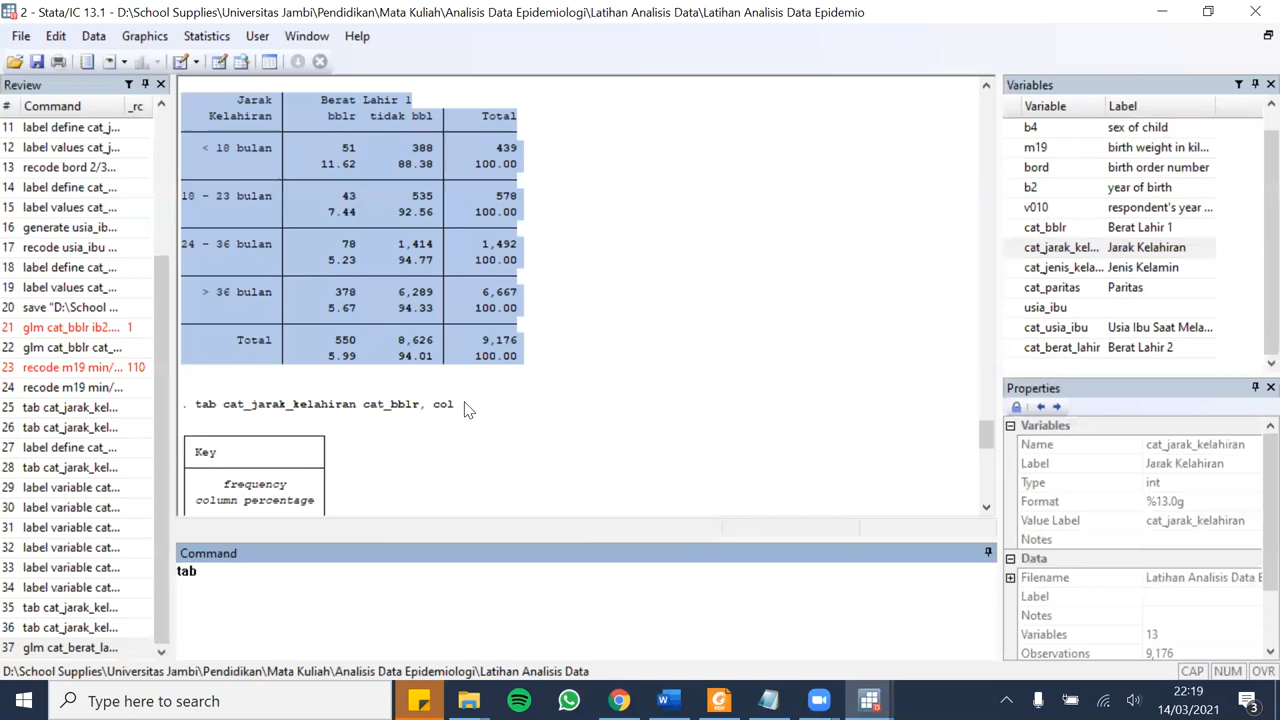 2 - Stata/IC 13.1 - D:\School Supplies\Universitas Jambi\Pendidikan\Mata Kuliah\Analisis Data Epidemiologi\Latihan Analisis Data\Latihan Analisis Data Epidemio
File Edit Data Graphics Statistics User Window Help
Review
# Command _rc
11 label define cat_j...
12 label values cat_j...
13 recode bord 2/3...
14 label define cat_...
15 label values cat_...
16 generate usia_ib...
17 recode usia_ibu...
18 label define cat_...
19 label values cat_...
20 save "D:\School ...
21 glm cat_bblr ib2.... 1
22 glm cat_bblr cat...
23 recode m19 min/... 110
24 recode m19 min/...
25 tab cat_jarak_kel...
26 tab cat_jarak_kel...
27 label define cat_...
28 tab cat_jarak_kel...
29 label variable cat...
30 label variable cat...
31 label variable cat...
32 label variable cat...
33 label variable cat...
34 label variable cat...
35 tab cat_jarak_kel...
36 tab cat_jarak_kel...
37 glm cat_berat_la...
Jarak Berat Lahir 1
Kelahiran bblr tidak bbl Total
< 18 bulan 51 388 439
11.62 88.38 100.00
18 - 23 bulan 43 535 578
7.44 92.56 100.00
24 - 36 bulan 78 1,414 1,492
5.23 94.77 100.00
> 36 bulan 378 6,289 6,667
5.67 94.33 100.00
Total 550 8,626 9,176
5.99 94.01 100.00
. tab cat_jarak_kelahiran cat_bblr, col
Key
frequency
column percentage
Command
tab
Variables
Variable Label
b4 sex of child
m19 birth weight in kil...
bord birth order number
b2 year of birth
v010 respondent's year ...
cat_bblr Berat Lahir 1
cat_jarak_kel... Jarak Kelahiran
cat_jenis_kela... Jenis Kelamin
cat_paritas Paritas
usia_ibu
cat_usia_ibu Usia Ibu Saat Mela...
cat_berat_lahir Berat Lahir 2
Properties
Variables
Name cat_jarak_kelahiran
Label Jarak Kelahiran
Type int
Format %13.0g
Value Label cat_jarak_kelahiran
Notes
Data
Filename Latihan Analisis Data E
Label
Notes
Variables 13
Observations 9,176
D:\School Supplies\Universitas Jambi\Pendidikan\Mata Kuliah\Analisis Data Epidemiologi\Latihan Analisis Data
CAP NUM OVR
Type here to search
22:19
14/03/2021
3